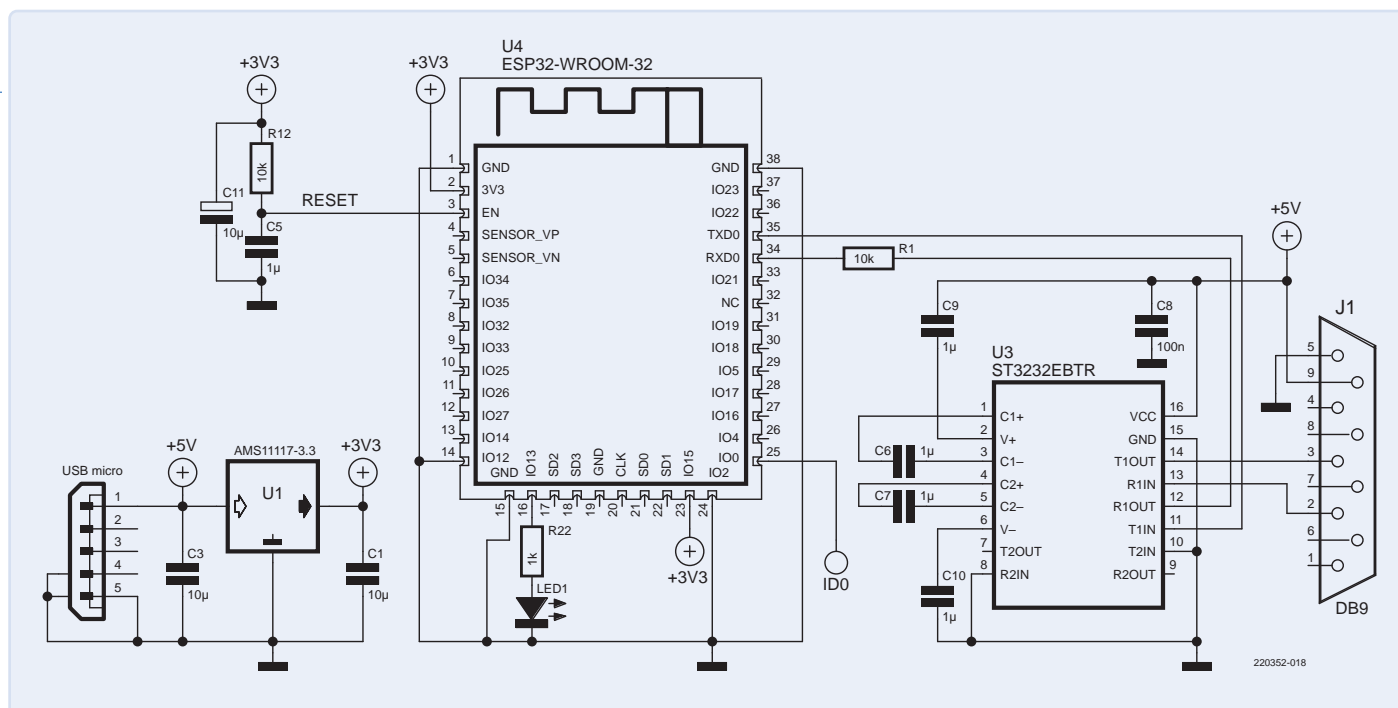 U4
ESP32-WROOM-32
+3V3
+3V3
R12
10k
C11
10µ
RESET
C5
1µ
1 GND
2 3V3
3 EN
4 SENSOR_VP
5 SENSOR_VN
6 IO34
7 IO35
8 IO32
9 IO33
10 IO25
11 IO26
12 IO27
13 IO14
14 IO12
GND 15
IO13 16
SD2 17
SD3 18
GND 19
CLK 20
SD0 21
SD1 22
IO15 23
IO2 24
GND 38
IO23 37
IO22 36
TXD0 35
RXD0 34
IO21 33
NC 32
IO19 31
IO18 30
IO5 29
IO17 28
IO16 27
IO4 26
IO0 25
R1
10k
+5V
C9
1µ
C8
100n
J1
U3
ST3232EBTR
1 C1+
2 V+
3 C1–
4 C2+
5 C2–
6 V–
7 T2OUT
8 R2IN
VCC 16
GND 15
T1OUT 14
R1IN 13
R1OUT 12
T1IN 11
T2IN 10
R2OUT 9
C6
1µ
C7
1µ
C10
1µ
5
9
4
8
3
7
2
6
1
DB9
USB micro
1
2
3
4
5
+5V
AMS11117-3.3
U1
+3V3
C3
10µ
C1
10µ
R22
1k
LED1
+3V3
ID0
220352-018